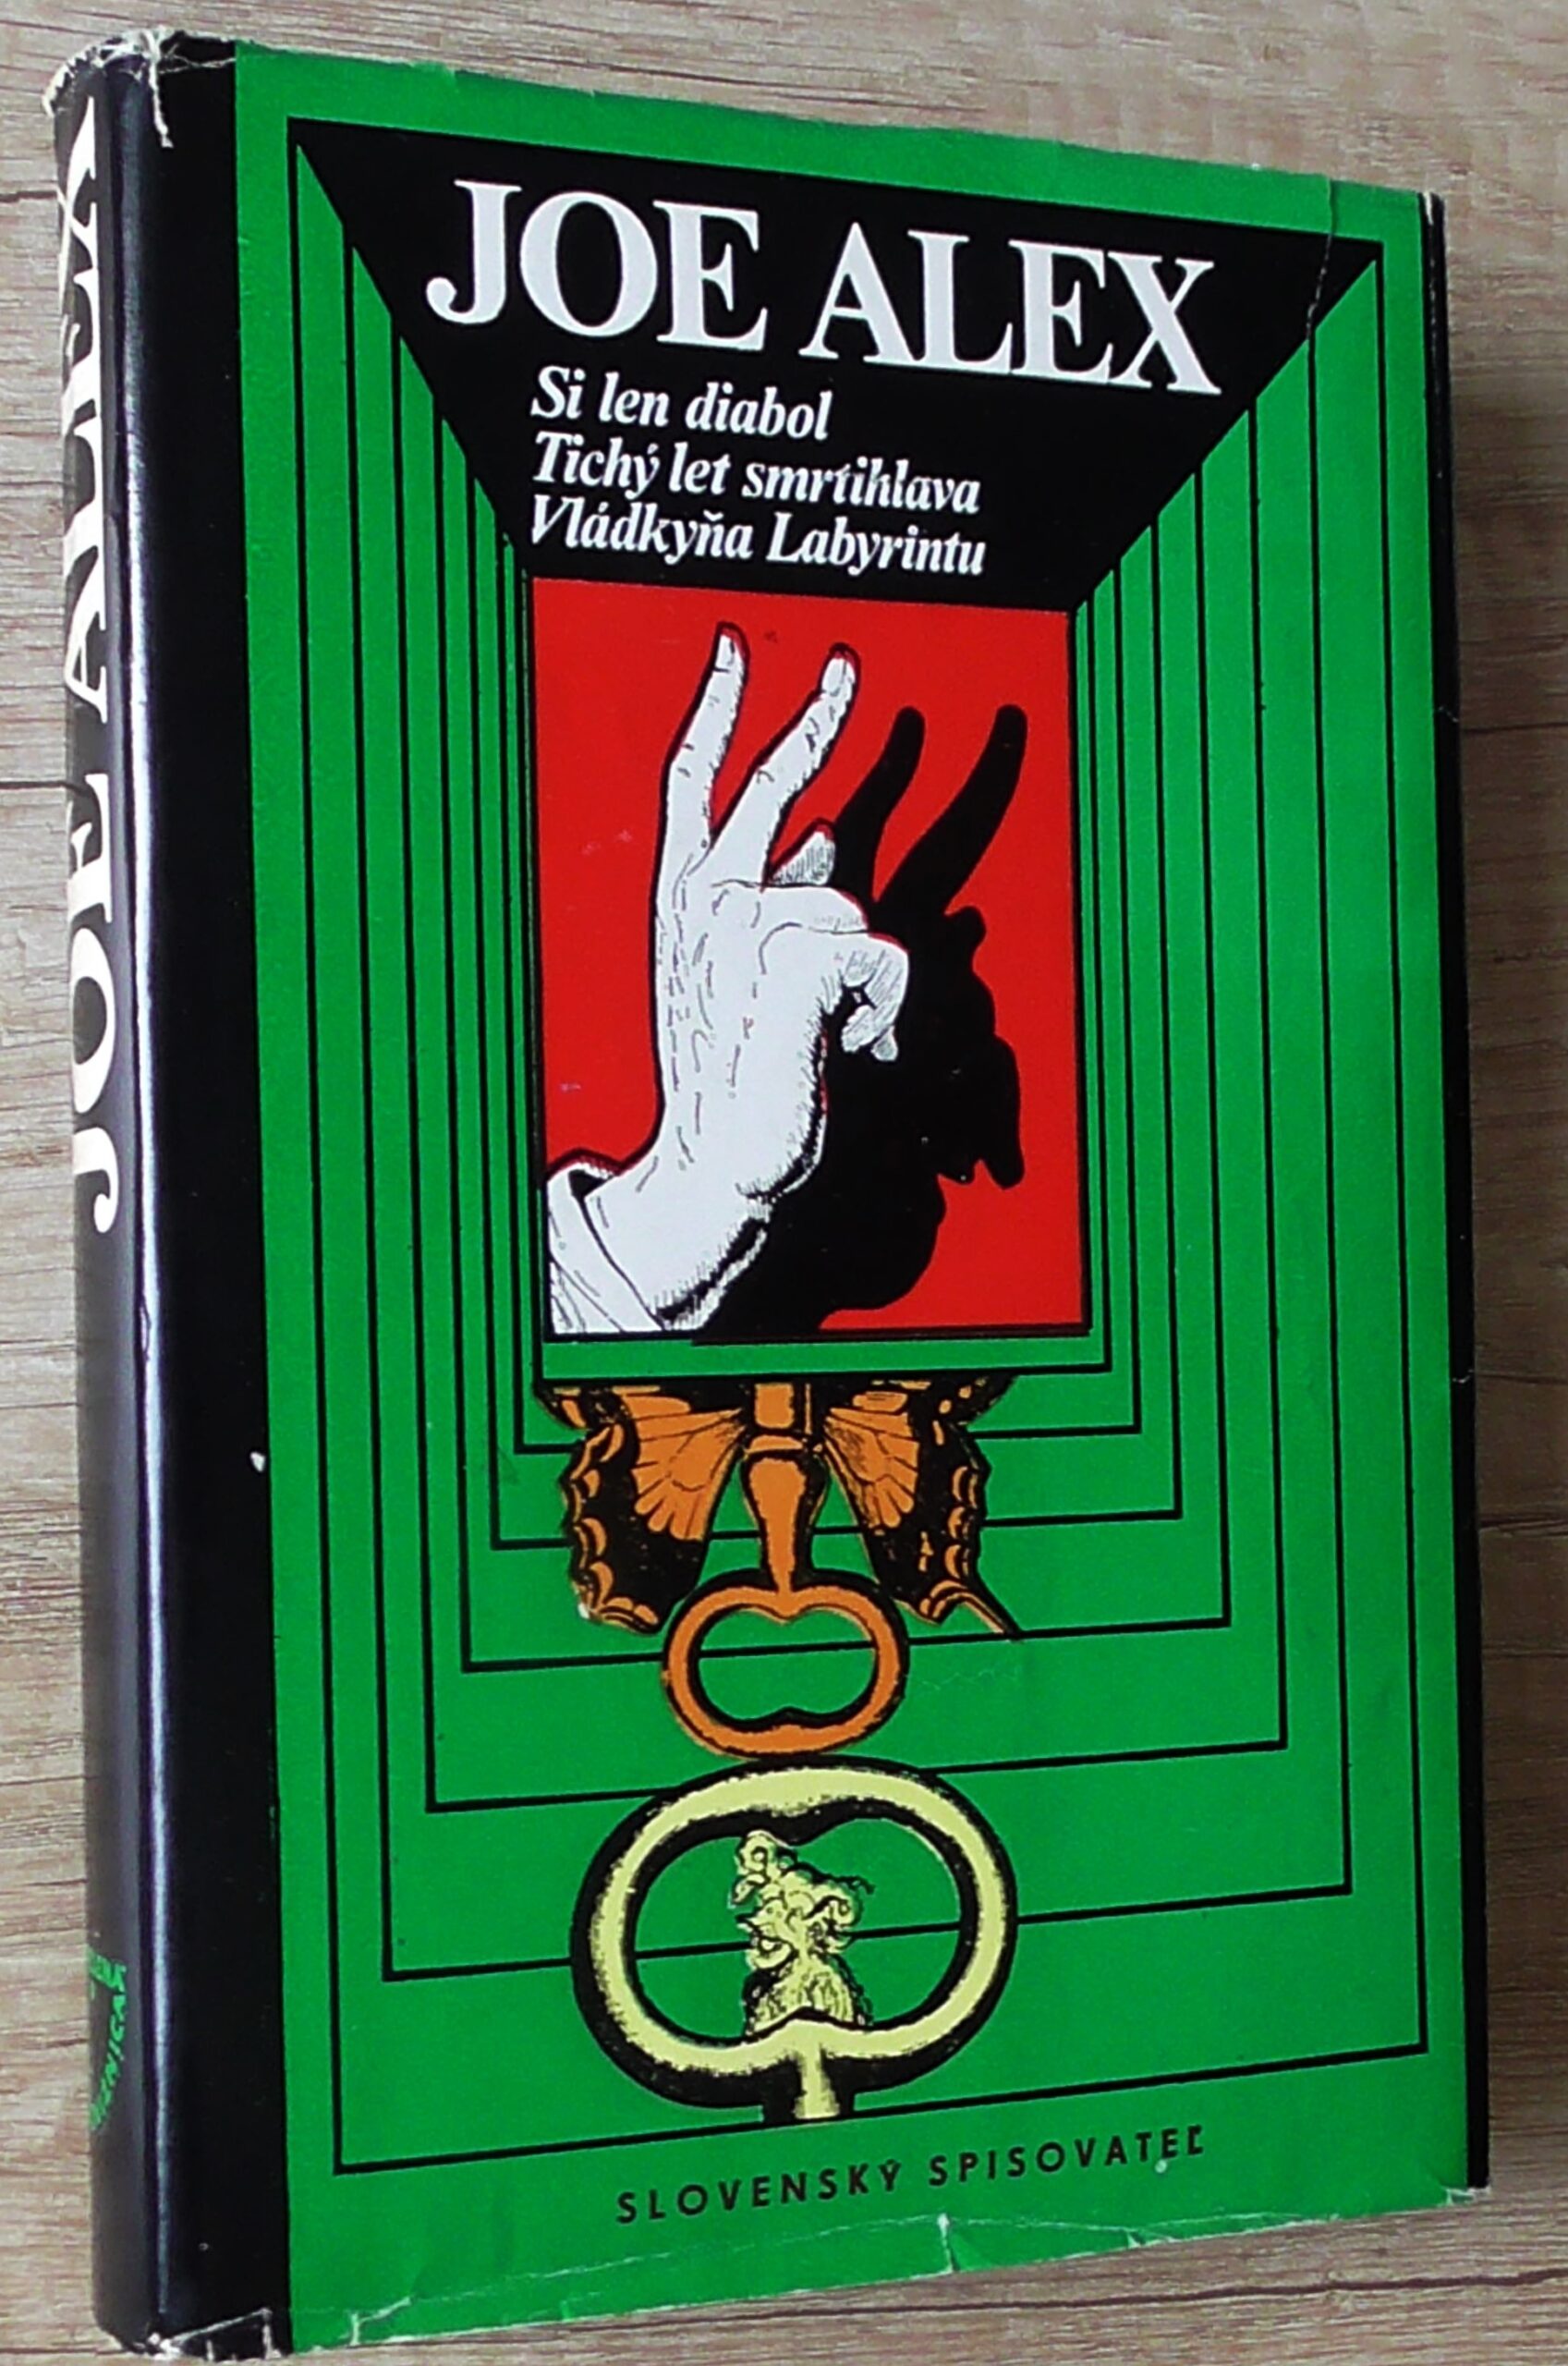 JOE ALEX
Si len diabol
Tichý let smrtihlava
Vládkyňa Labyrintu
SLOVENSKÝ SPISOVATEĽ
JOE ALEX